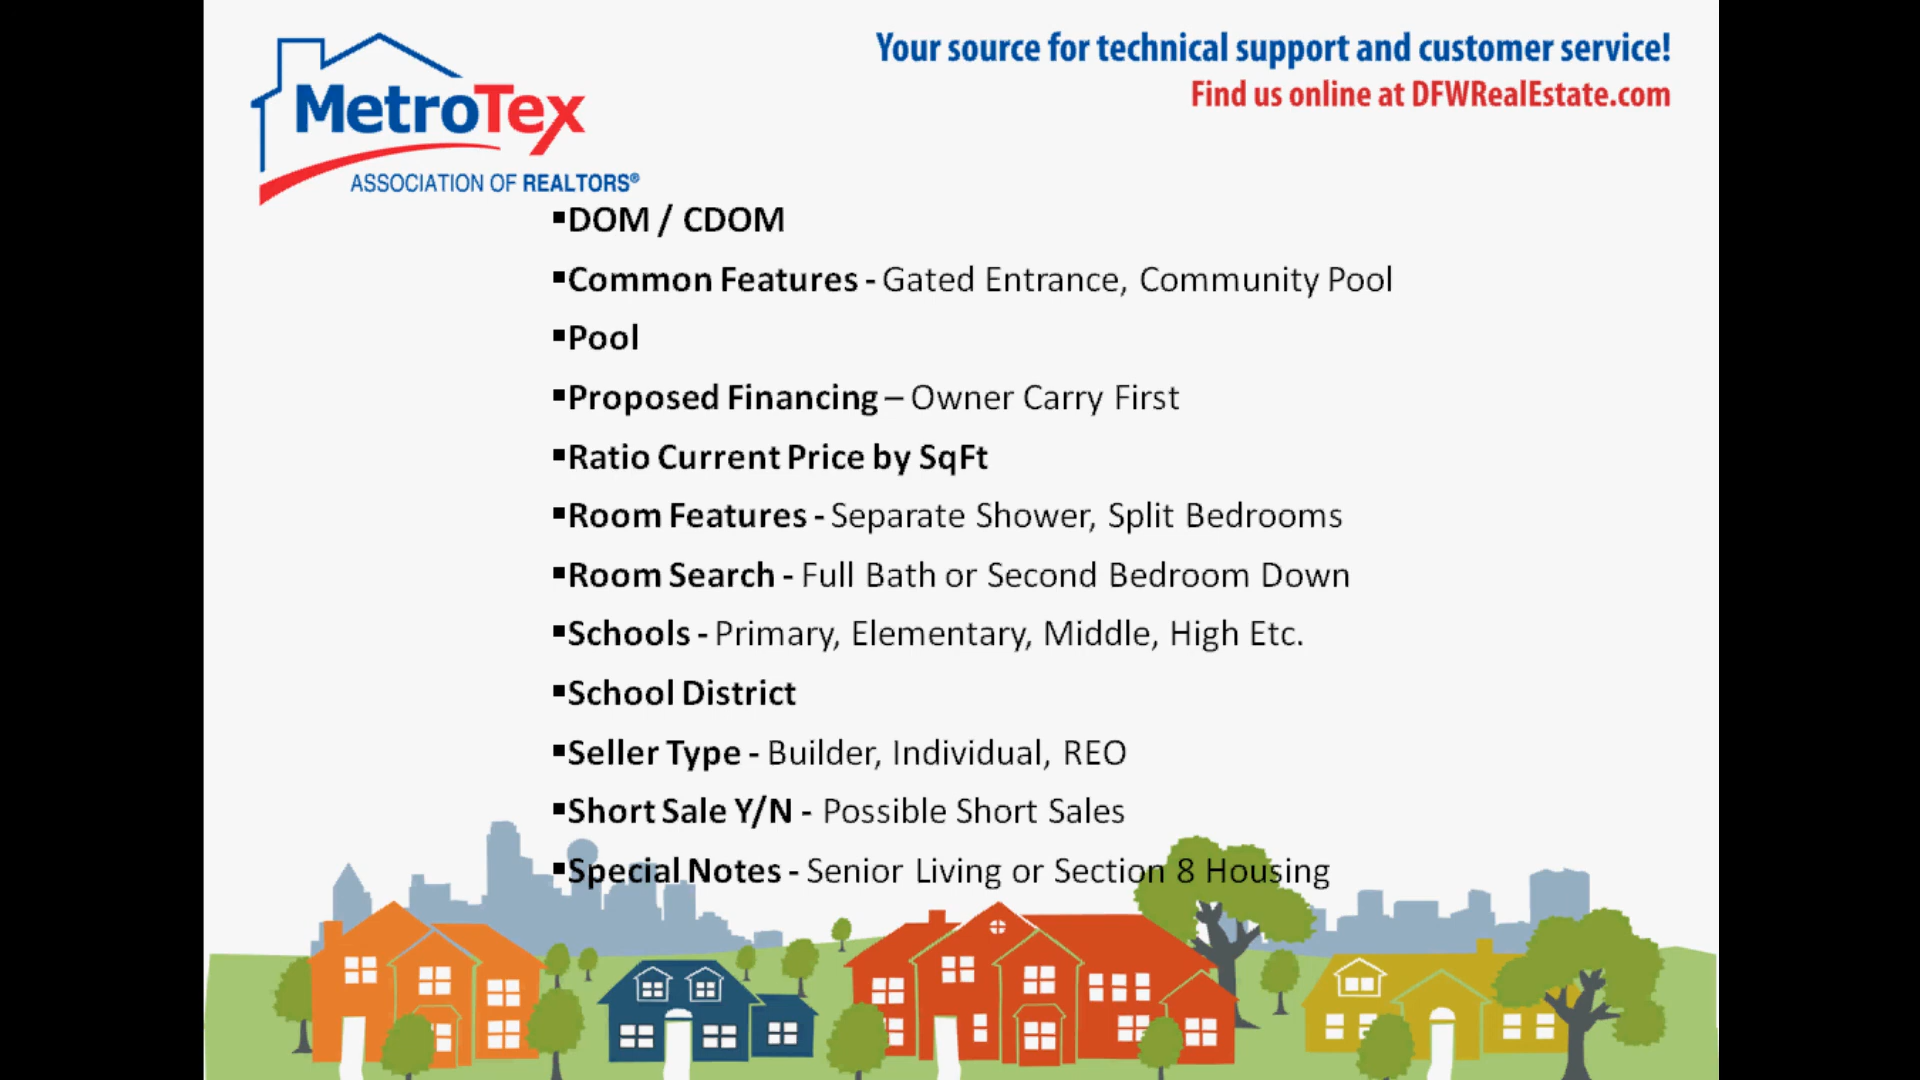 MetroTex
ASSOCIATION OF REALTORS®
Your source for technical support and customer service!
Find us online at DFWRealEstate.com
▪DOM / CDOM
▪Common Features - Gated Entrance, Community Pool
▪Pool
▪Proposed Financing – Owner Carry First
▪Ratio Current Price by SqFt
▪Room Features - Separate Shower, Split Bedrooms
▪Room Search - Full Bath or Second Bedroom Down
▪Schools - Primary, Elementary, Middle, High Etc.
▪School District
▪Seller Type - Builder, Individual, REO
▪Short Sale Y/N - Possible Short Sales
▪Special Notes - Senior Living or Section 8 Housing